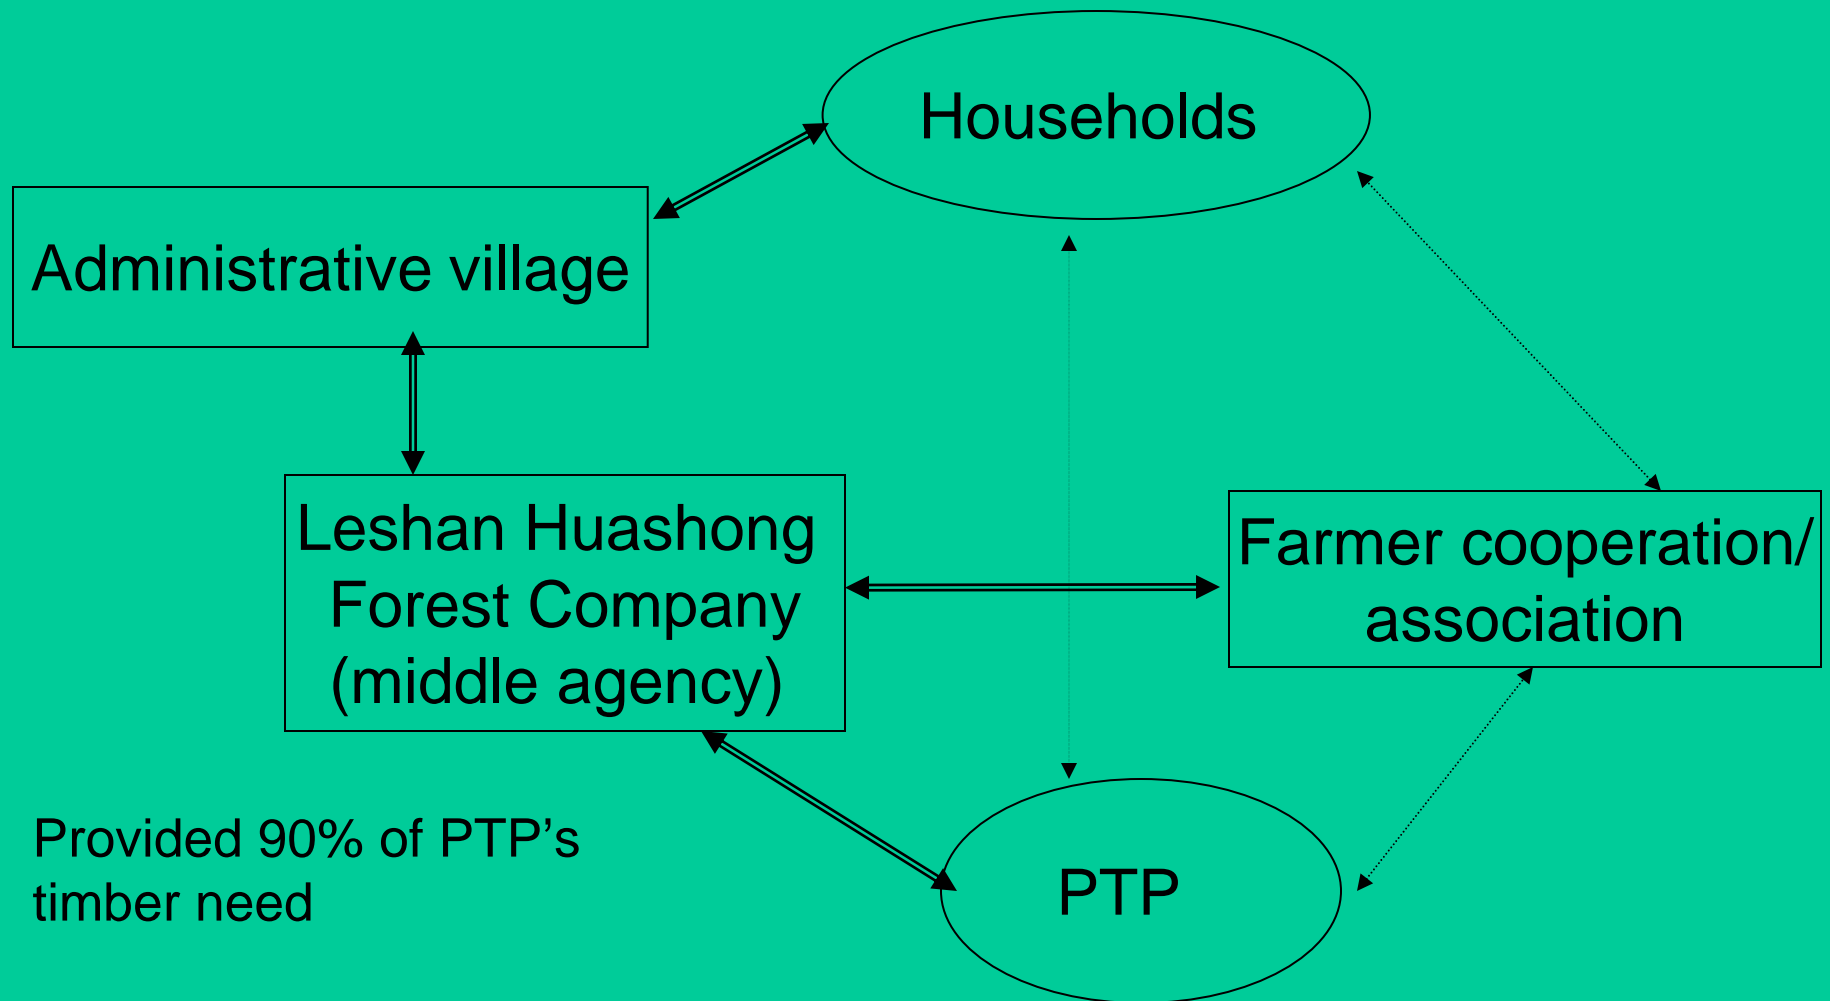 Households
Administrative village
Leshan Huashong
Forest Company
(middle agency)
Farmer cooperation/
association
Provided 90% of PTP’s
timber need
PTP